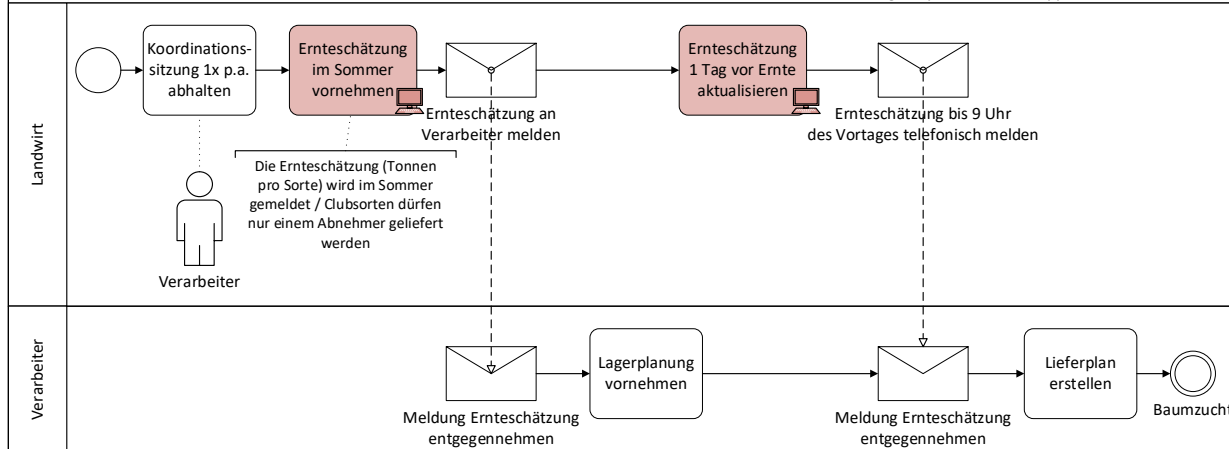 Landwirt
Koordinations-
sitzung 1x p.a.
abhalten
Ernteschätzung
im Sommer
vornehmen
Ernteschätzung an
Verarbeiter melden
Ernteschätzung
1 Tag vor Ernte
aktualisieren
Ernteschätzung bis 9 Uhr
des Vortages telefonisch melden
Die Ernteschätzung (Tonnen
pro Sorte) wird im Sommer
gemeldet / Clubsorten dürfen
nur einem Abnehmer geliefert
werden
Verarbeiter
Verarbeiter
Meldung Ernteschätzung
entgegennehmen
Lagerplanung
vornehmen
Meldung Ernteschätzung
entgegennehmen
Lieferplan
erstellen
Baumzucht